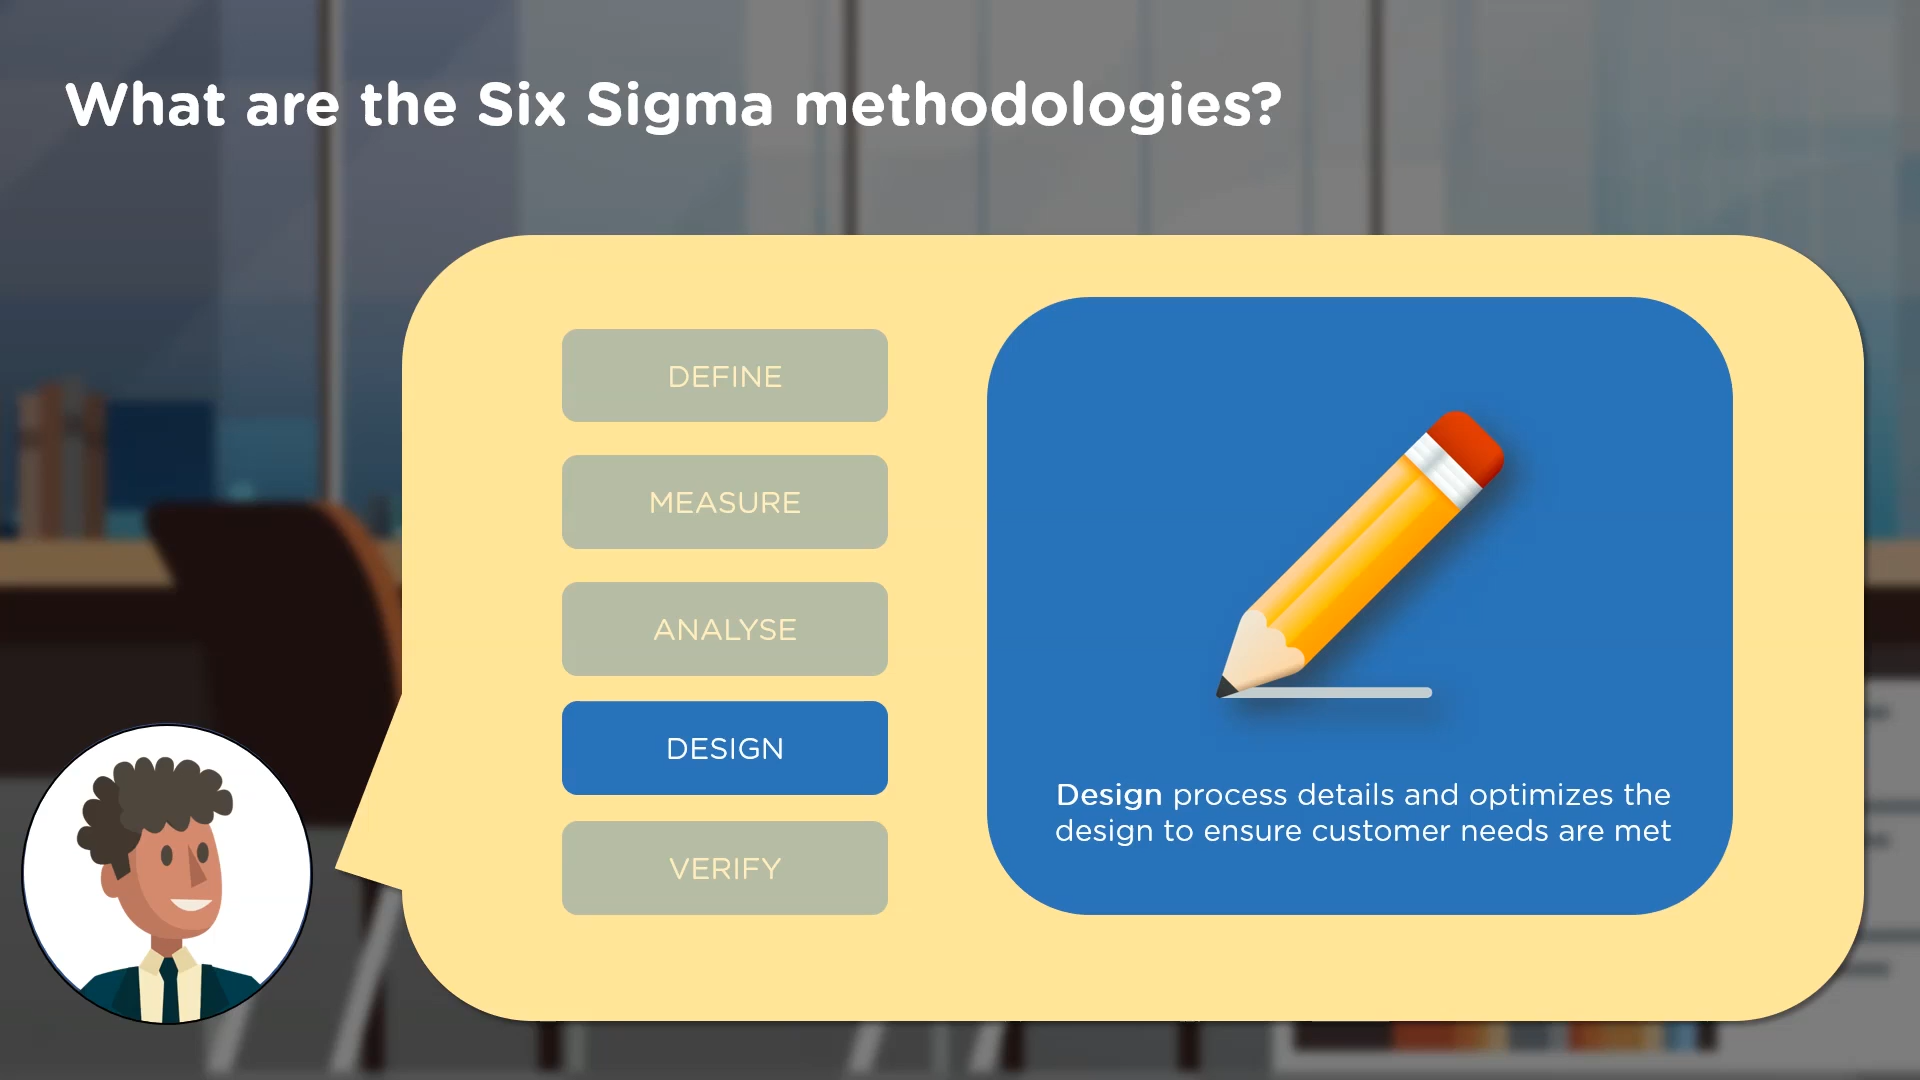 What are the Six Sigma methodologies?
DEFINE
MEASURE
ANALYSE
DESIGN
VERIFY
Design process details and optimizes the
design to ensure customer needs are met